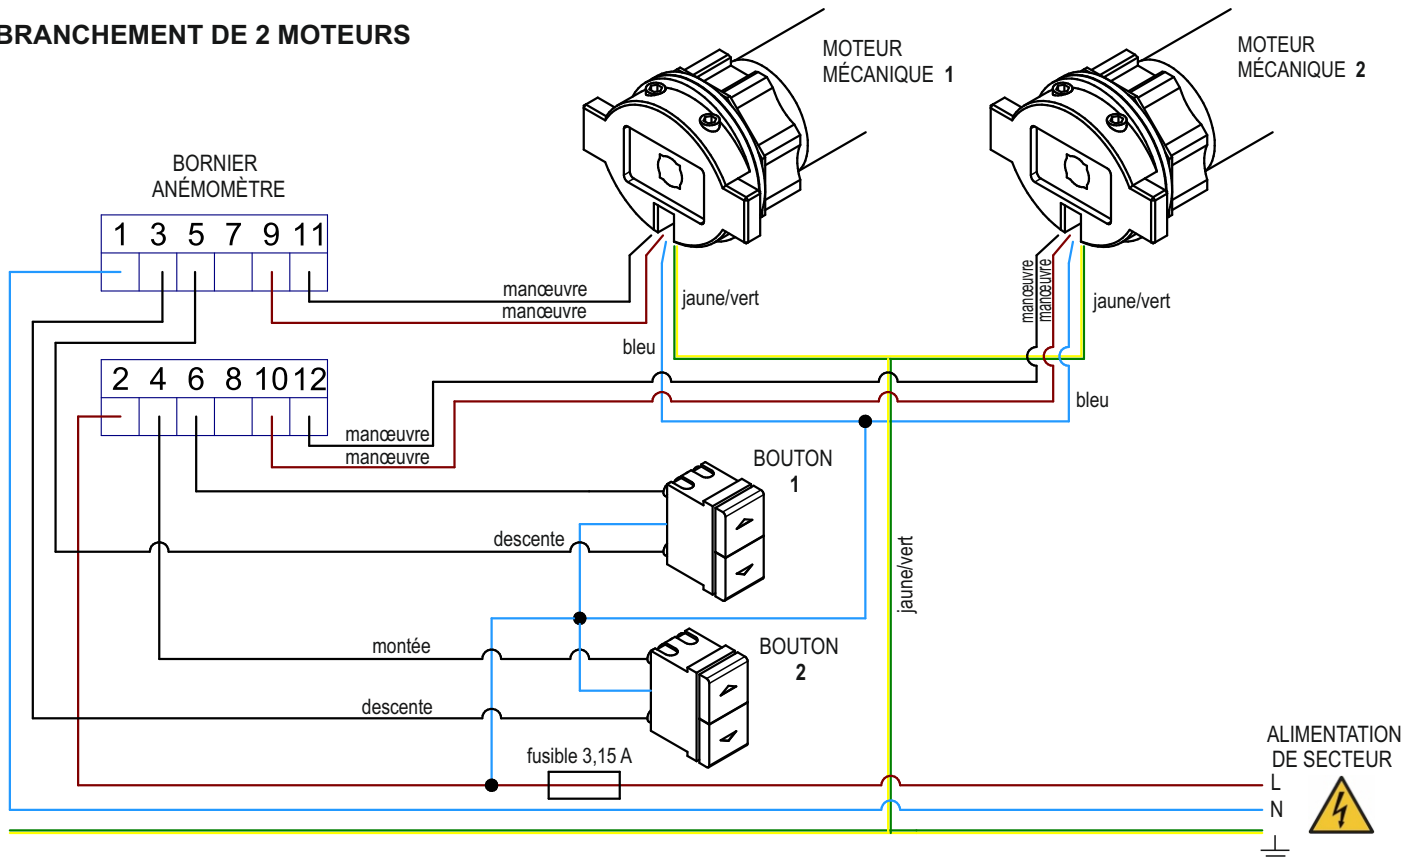 BRANCHEMENT DE 2 MOTEURS
MOTEUR
MÉCANIQUE 1
MOTEUR
MÉCANIQUE 2
BORNIER
ANÉMOMÈTRE
1 3 5 7 9 11
manœuvre
manœuvre
jaune/vert
bleu
manœuvre
manœuvre
jaune/vert
bleu
2 4 6 8 10 12
manœuvre
manœuvre
BOUTON
1
descente
jaune/vert
montée
BOUTON
2
descente
fusible 3,15 A
ALIMENTATION
DE SECTEUR
L
N